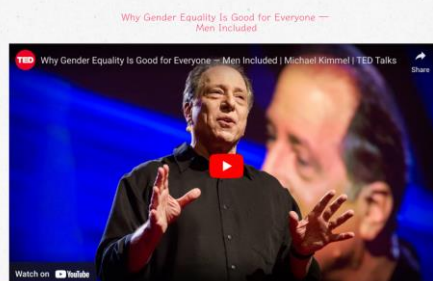 Why Gender Equality Is Good for Everyone —
Men Included
TED Why Gender Equality Is Good for Everyone – Men Included | Michael Kimmel | TED Talks
Share
Watch on YouTube